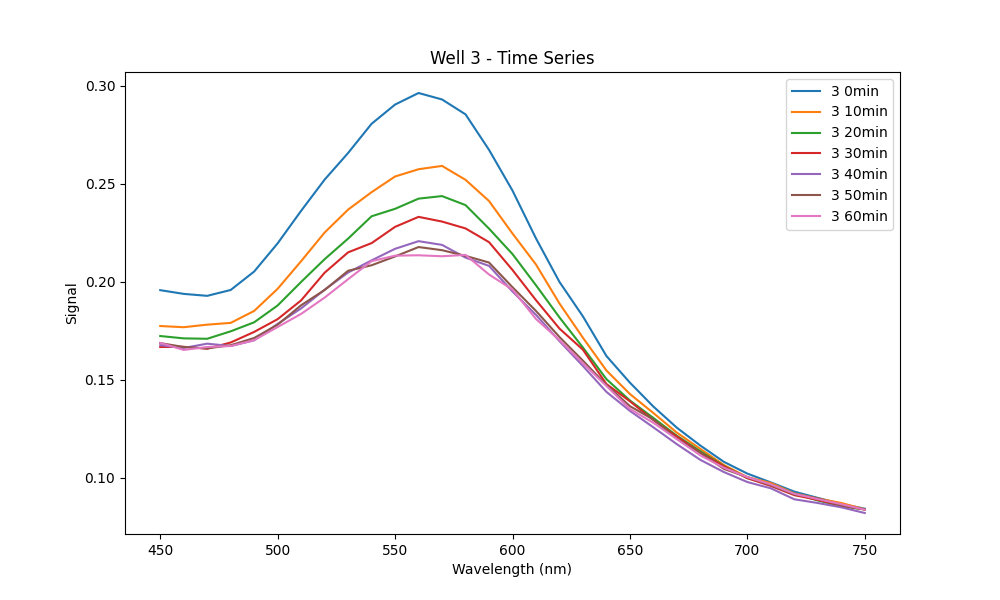 Well 3 - Time Series
Signal
0.30
0.25
0.20
0.15
0.10
450 500 550 600 650 700 750
Wavelength (nm)
3 0min
3 10min
3 20min
3 30min
3 40min
3 50min
3 60min